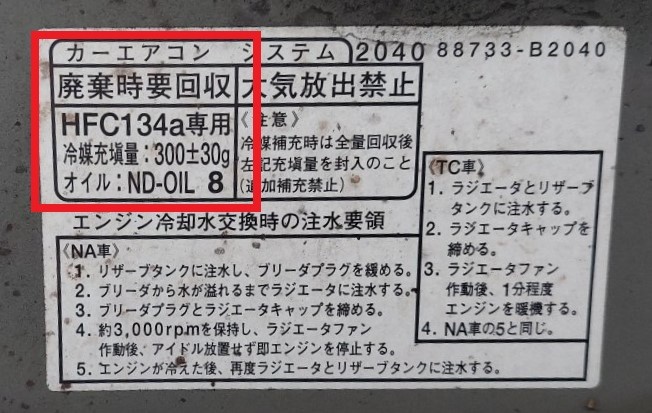 カーエアコン システム 2040 88733-B2040
廃棄時要回収 大気放出禁止
HFC134a専用
冷媒充塡量:300±30g
オイル:ND-OIL 8
《注意》
冷媒補充時は全量回収後
左記充塡量を封入のこと
(追加補充禁止)
エンジン冷却水交換時の注水要領
《NA車》
1. リザーブタンクに注水し、ブリーダプラグを緩める。
2. ブリーダから水が溢れるまでラジエータに注水する。
3. ブリーダプラグとラジエータキャップを締める。
4. 約3,000rpmを保持し、ラジエータファン
作動後、アイドル放置せず即エンジンを停止する。
5. エンジンが冷えた後、再度ラジエータとリザーブタンクに注水する。
《TC車》
1. ラジエータとリザーブ
タンクに注水する。
2. ラジエータキャップを
締める。
3. ラジエータファン
作動後、1分程度
エンジンを暖機する。
4. NA車の5と同じ。